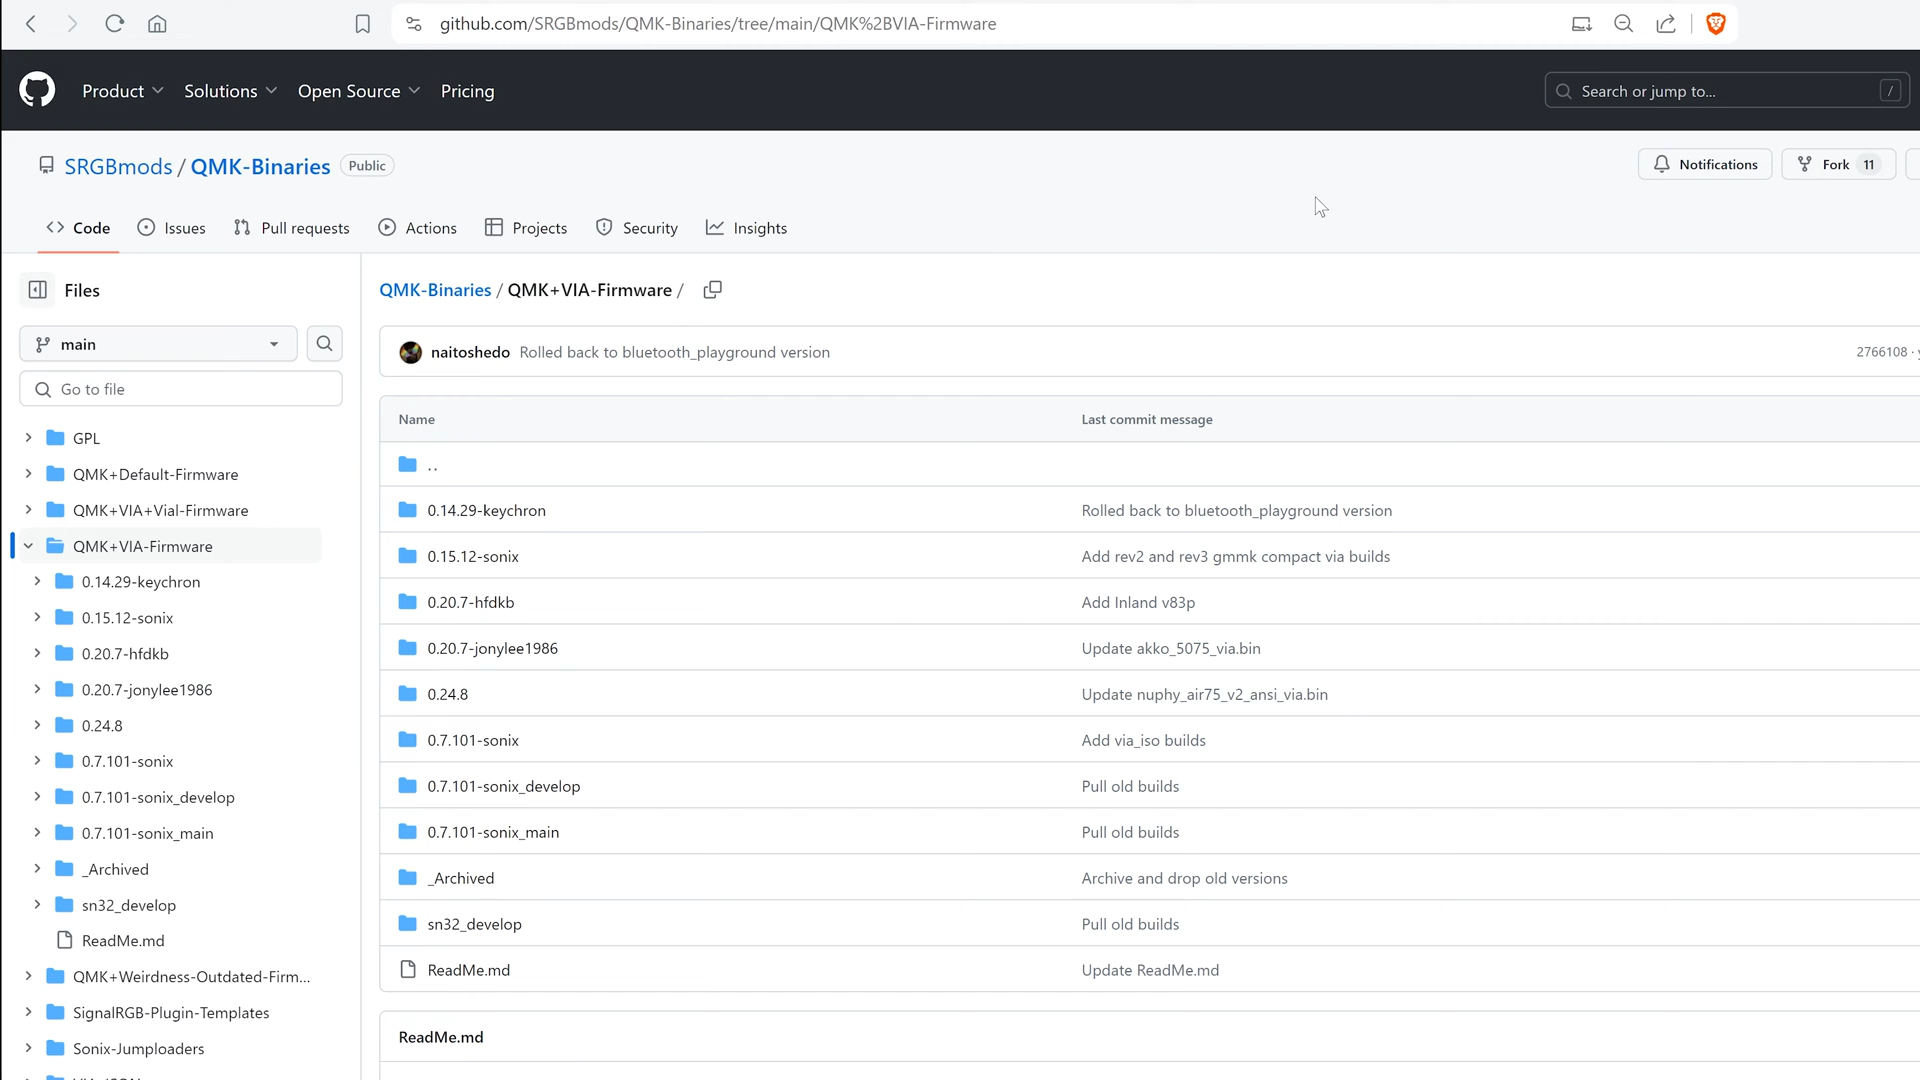 github.com/SRGBmods/QMK-Binaries/tree/main/QMK%2BVIA-Firmware
Product Solutions Open Source Pricing
Search or jump to... /
SRGBmods / QMK-Binaries Public
Notifications Fork 11
Code Issues Pull requests Actions Projects Security Insights
Files
main
Go to file
GPL
QMK+Default-Firmware
QMK+VIA+Vial-Firmware
QMK+VIA-Firmware
0.14.29-keychron
0.15.12-sonix
0.20.7-hfdkb
0.20.7-jonylee1986
0.24.8
0.7.101-sonix
0.7.101-sonix_develop
0.7.101-sonix_main
_Archived
sn32_develop
ReadMe.md
QMK+Weirdness-Outdated-Firm...
SignalRGB-Plugin-Templates
Sonix-Jumploaders
QMK-Binaries / QMK+VIA-Firmware /
naitoshedo Rolled back to bluetooth_playground version 2766108 ·
Name Last commit message
..
0.14.29-keychron Rolled back to bluetooth_playground version
0.15.12-sonix Add rev2 and rev3 gmmk compact via builds
0.20.7-hfdkb Add Inland v83p
0.20.7-jonylee1986 Update akko_5075_via.bin
0.24.8 Update nuphy_air75_v2_ansi_via.bin
0.7.101-sonix Add via_iso builds
0.7.101-sonix_develop Pull old builds
0.7.101-sonix_main Pull old builds
_Archived Archive and drop old versions
sn32_develop Pull old builds
ReadMe.md Update ReadMe.md
ReadMe.md